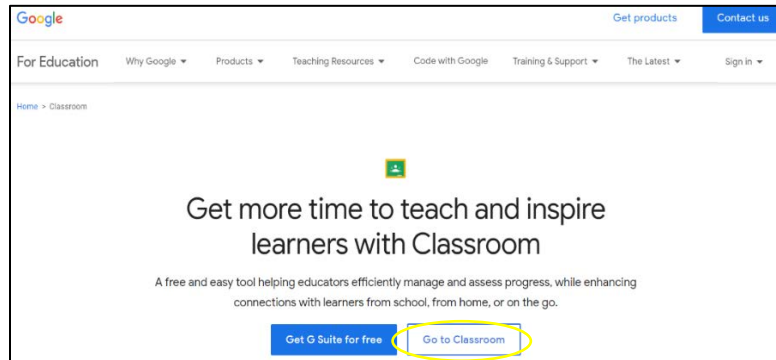 Google
Get products
Contact us
For Education
Why Google
Products
Teaching Resources
Code with Google
Training & Support
The Latest
Sign in
Home > Classroom
Get more time to teach and inspire
learners with Classroom
A free and easy tool helping educators efficiently manage and assess progress, while enhancing
connections with learners from school, from home, or on the go.
Get G Suite for free
Go to Classroom